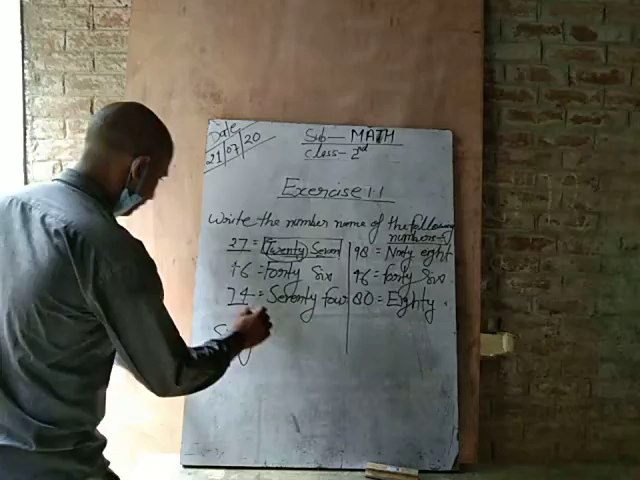 Date
21/07/20
Sub- MATH
Class- 2nd
Exercise 1.1
Write the number name of the following numbers-
27 = Twenty Seven
46 = Forty Six
74 = Seventy four
98 = Ninty eight
46 = forty Six
80 = Eighty